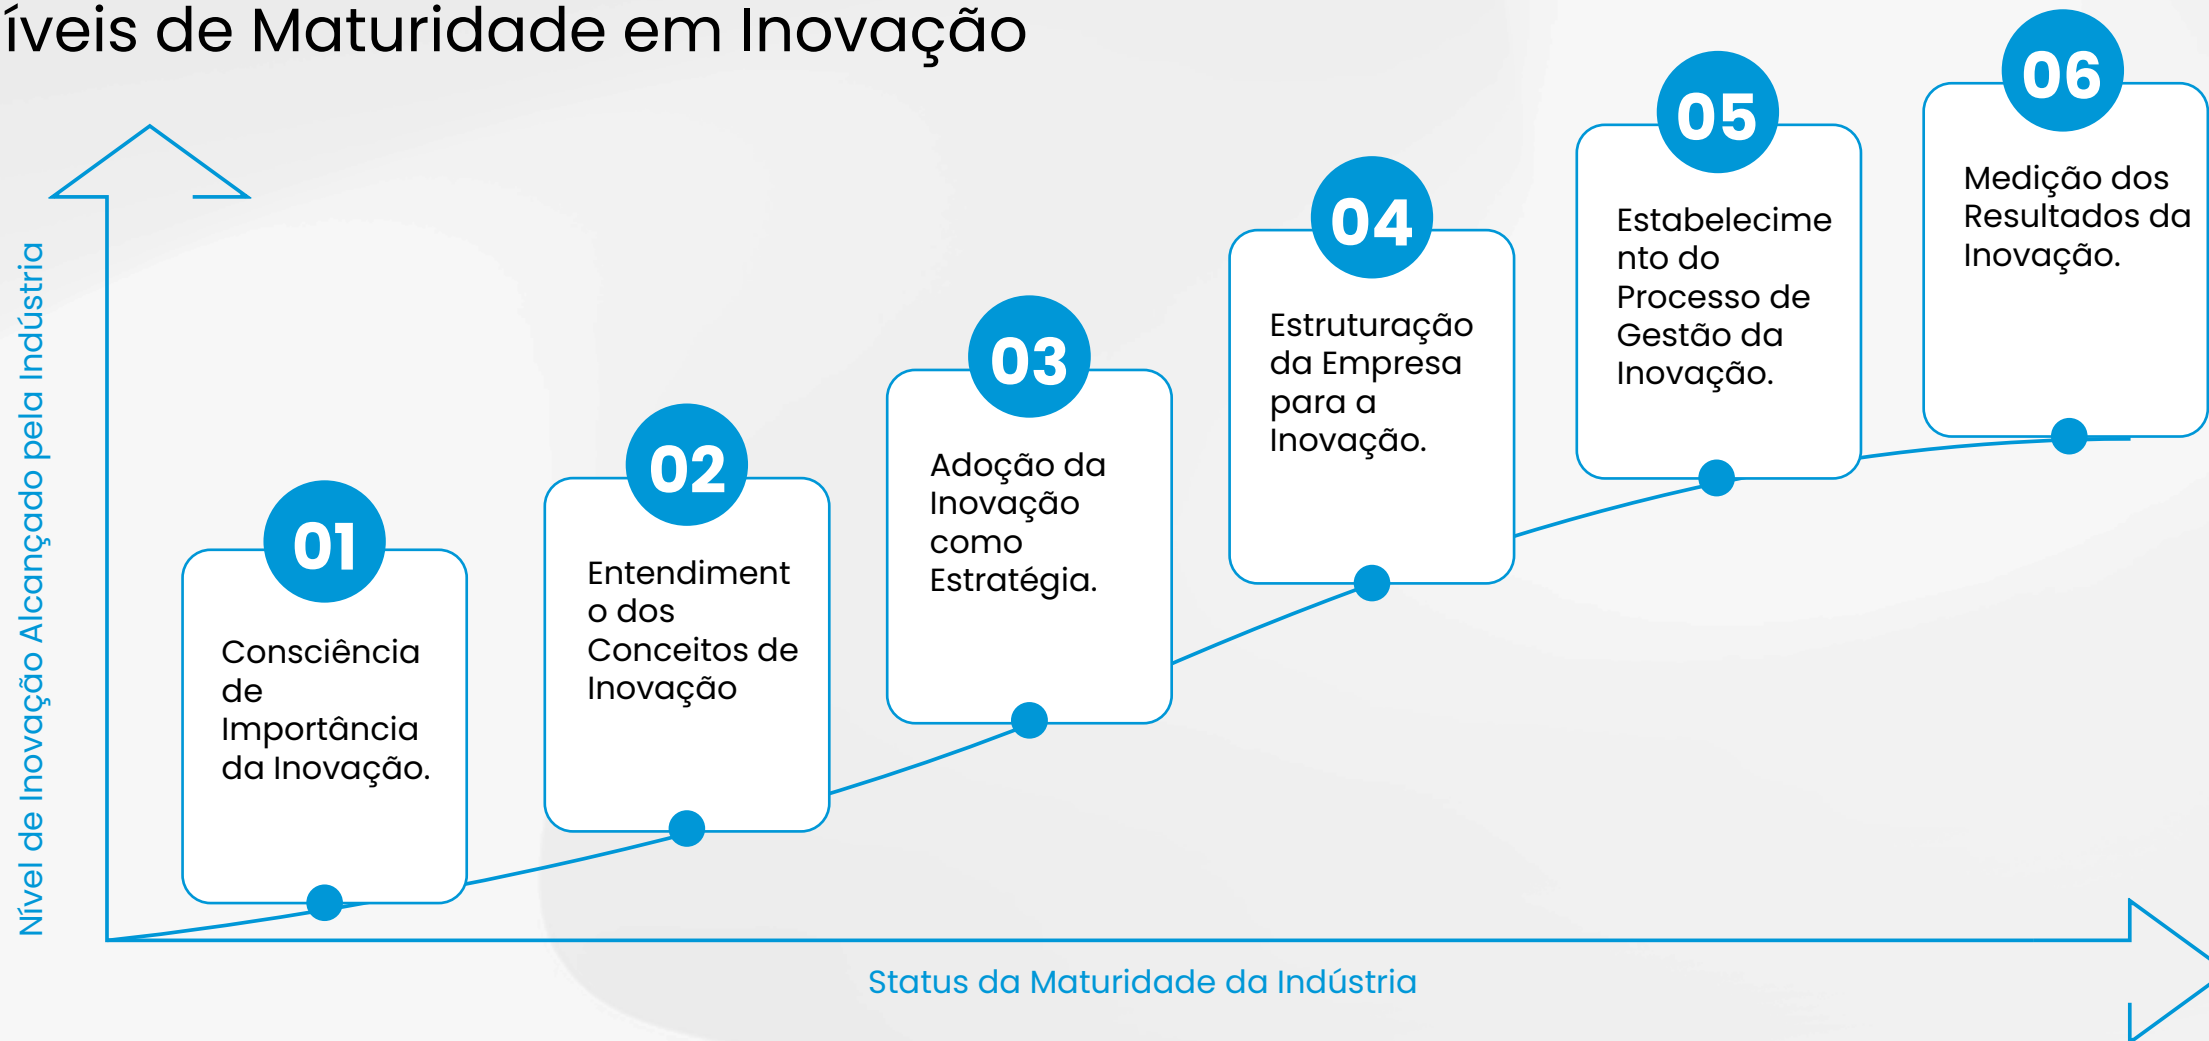 íveis de Maturidade em Inovação
Nível de Inovação Alcançado pela Indústria
01
Consciência
de
Importância
da Inovação.
02
Entendiment
o dos
Conceitos de
Inovação
03
Adoção da
Inovação
como
Estratégia.
04
Estruturação
da Empresa
para a
Inovação.
05
Estabelecime
nto do
Processo de
Gestão da
Inovação.
06
Medição dos
Resultados da
Inovação.
Status da Maturidade da Indústria